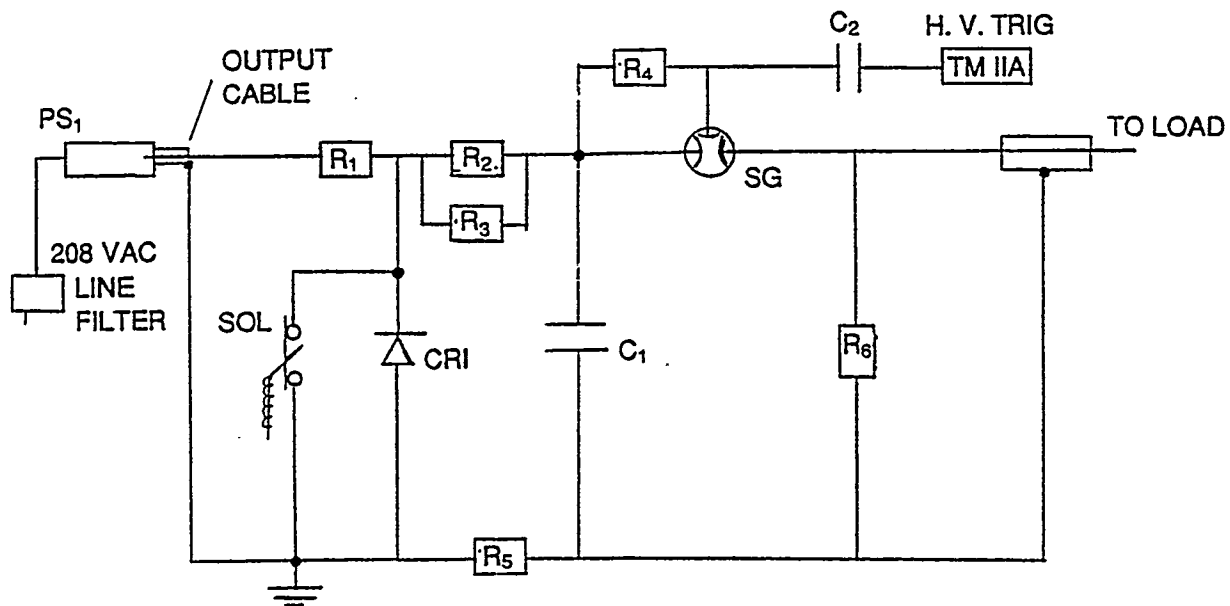 C2
H. V. TRIG
TM IIA
R4
OUTPUT
CABLE
PS1
TO LOAD
R1
R2
SG
R3
208 VAC
LINE
FILTER
SOL
CRI
C1
R6
R5